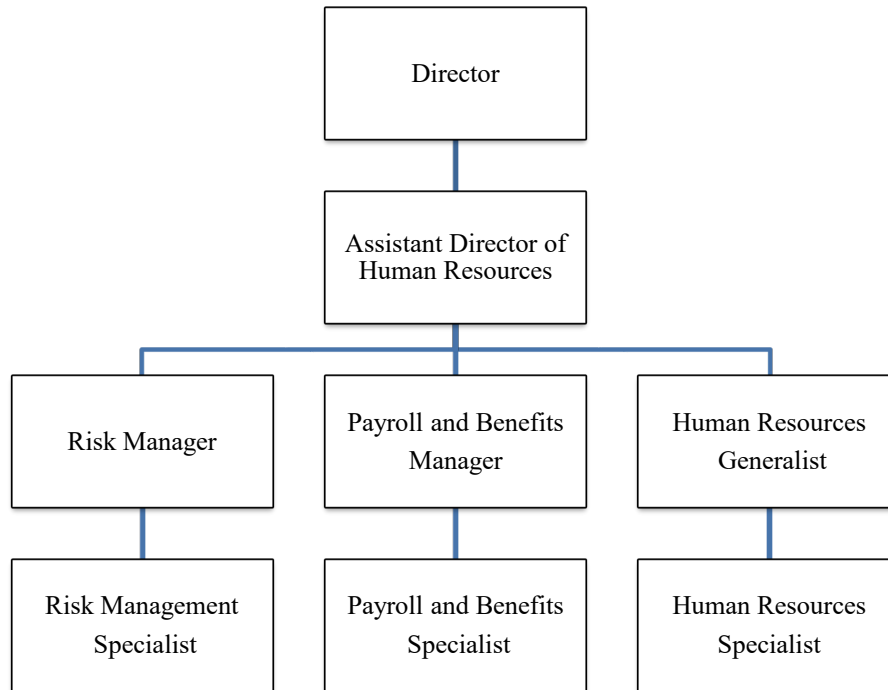 Director
Assistant Director of
Human Resources
Risk Manager
Payroll and Benefits
Manager
Human Resources
Generalist
Risk Management
Specialist
Payroll and Benefits
Specialist
Human Resources
Specialist